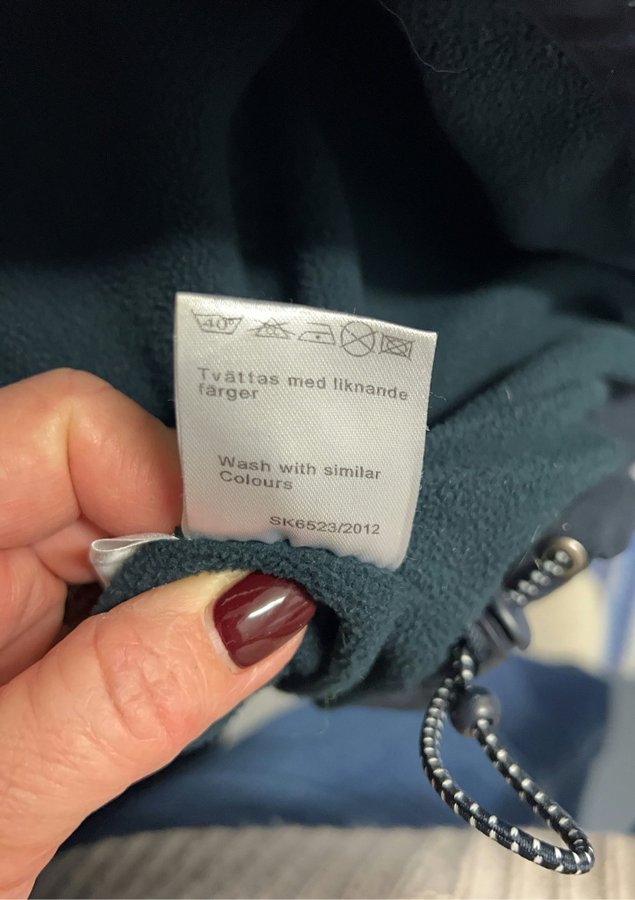 40°
Tvättas med liknande
färger
Wash with similar
Colours
SK6523/2012